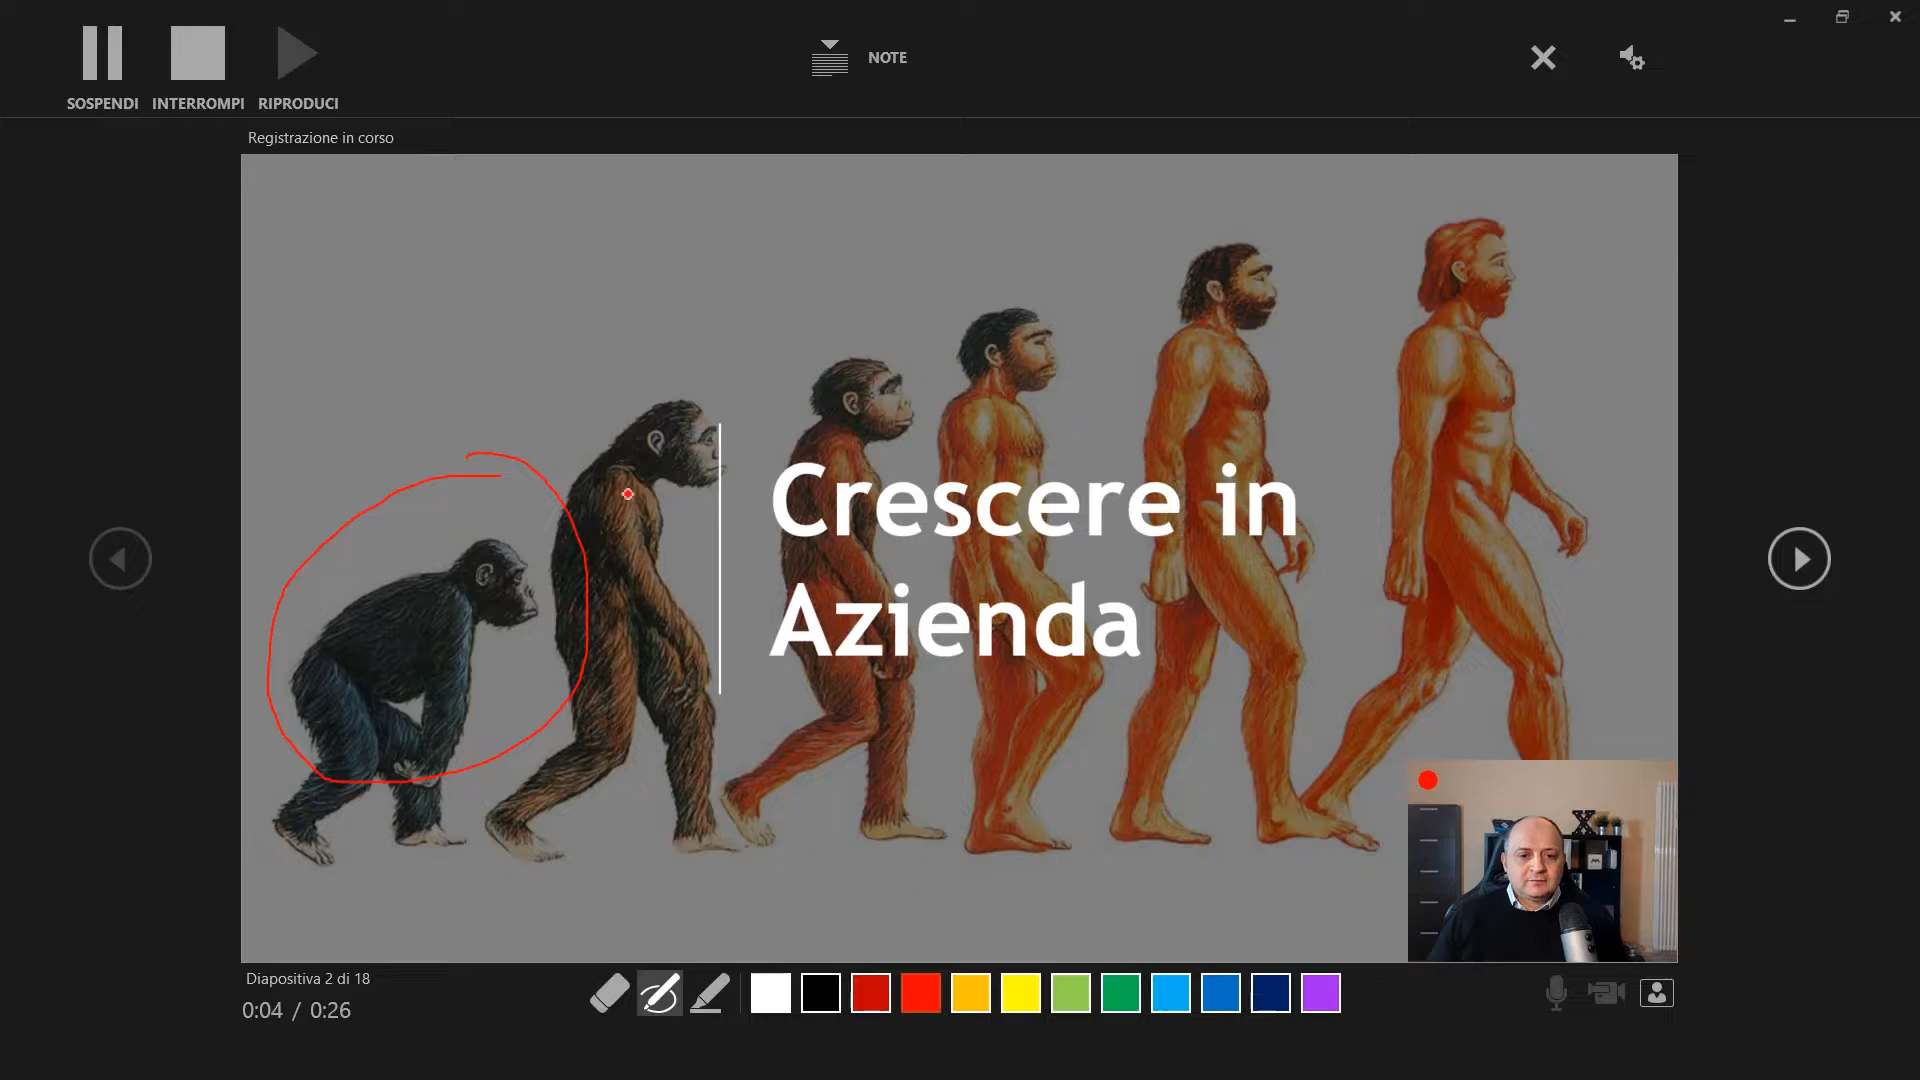 SOSPENDI INTERROMPI RIPRODUCI
NOTE
Registrazione in corso
Crescere in
Azienda
Diapositiva 2 di 18
0:04 / 0:26